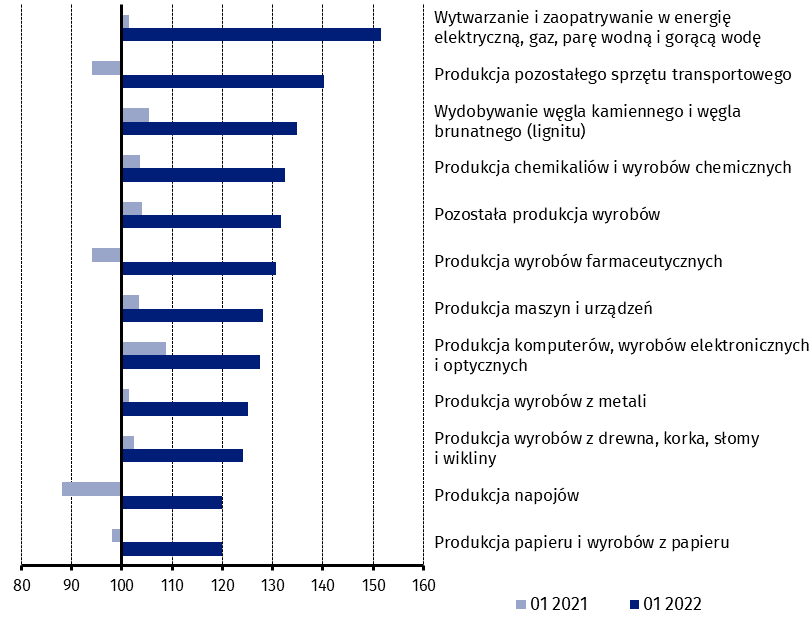 Wytwarzanie i zaopatrywanie w energię
elektryczną, gaz, parę wodną i gorącą wodę
Produkcja pozostałego sprzętu transportowego
Wydobywanie węgla kamiennego i węgla
brunatnego (lignitu)
Produkcja chemikaliów i wyrobów chemicznych
Pozostała produkcja wyrobów
Produkcja wyrobów farmaceutycznych
Produkcja maszyn i urządzeń
Produkcja komputerów, wyrobów elektronicznych
i optycznych
Produkcja wyrobów z metali
Produkcja wyrobów z drewna, korka, słomy
i wikliny
Produkcja napojów
Produkcja papieru i wyrobów z papieru
80 90 100 110 120 130 140 150 160
01 2021 01 2022